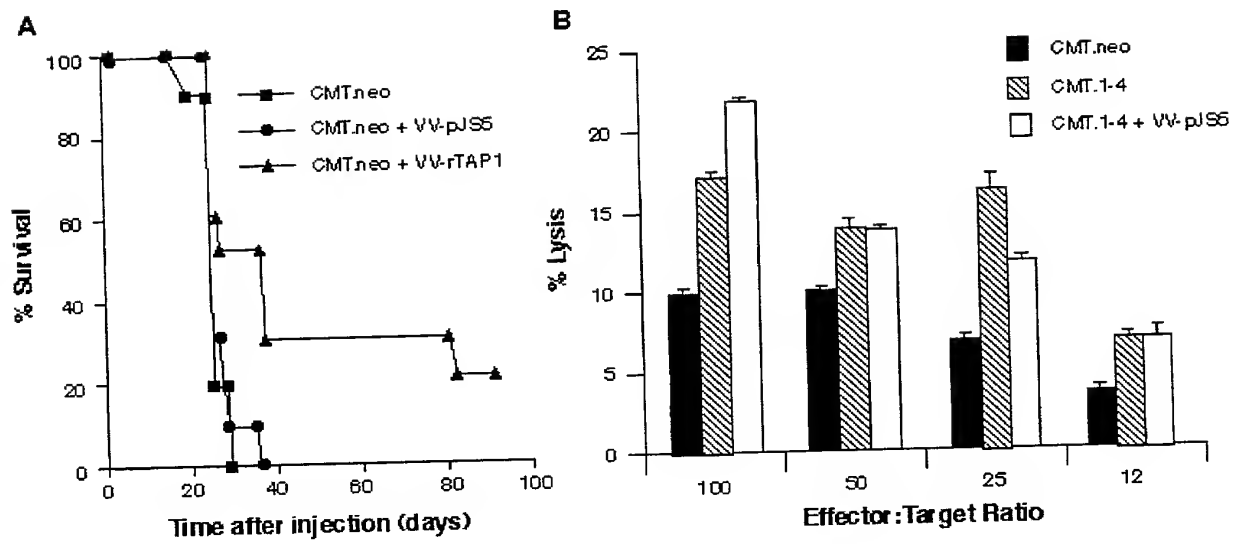 A
100
80
60
40
20
0
% Survival
CMT.neo
CMT.neo + VV-pJS5
CMT.neo + VV-rTAP1
0 20 40 60 80 100
Time after injection (days)
B
25
20
15
10
5
0
% Lysis
CMT.neo
CMT.1-4
CMT.1-4 + VV-pJS5
100 50 25 12
Effector:Target Ratio